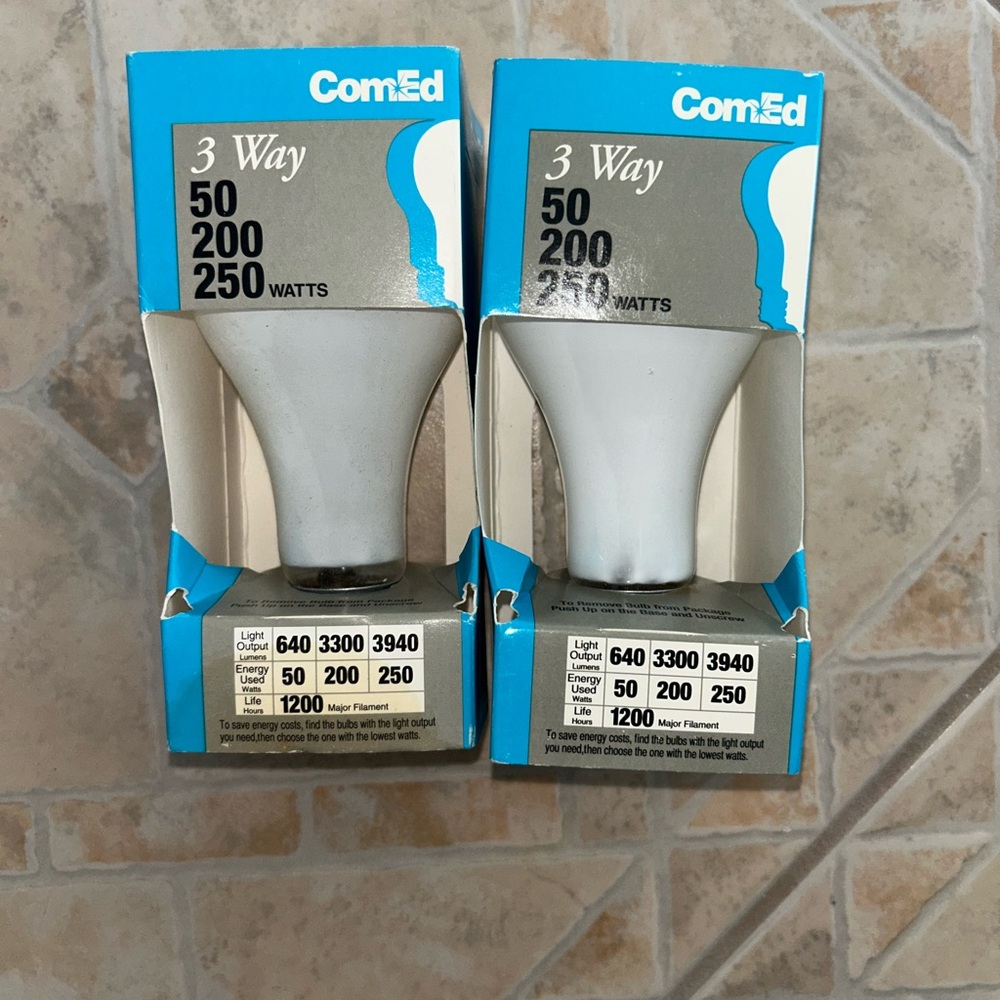 ComEd
3 Way
50
200
250 WATTS
To Remove Bulb from Package
Push Up on the Base and Unscrew
Light Output Lumens 640 3300 3940
Energy Used Watts 50 200 250
Life Hours 1200 Major Filament
To save energy costs, find the bulbs with the light output
you need,then choose the one with the lowest watts.
ComEd
3 Way
50
200
250 WATTS
To Remove Bulb from Package
Push Up on the Base and Unscrew
Light Output Lumens 640 3300 3940
Energy Used Watts 50 200 250
Life Hours 1200 Major Filament
To save energy costs, find the bulbs with the light output
you need,then choose the one with the lowest watts.